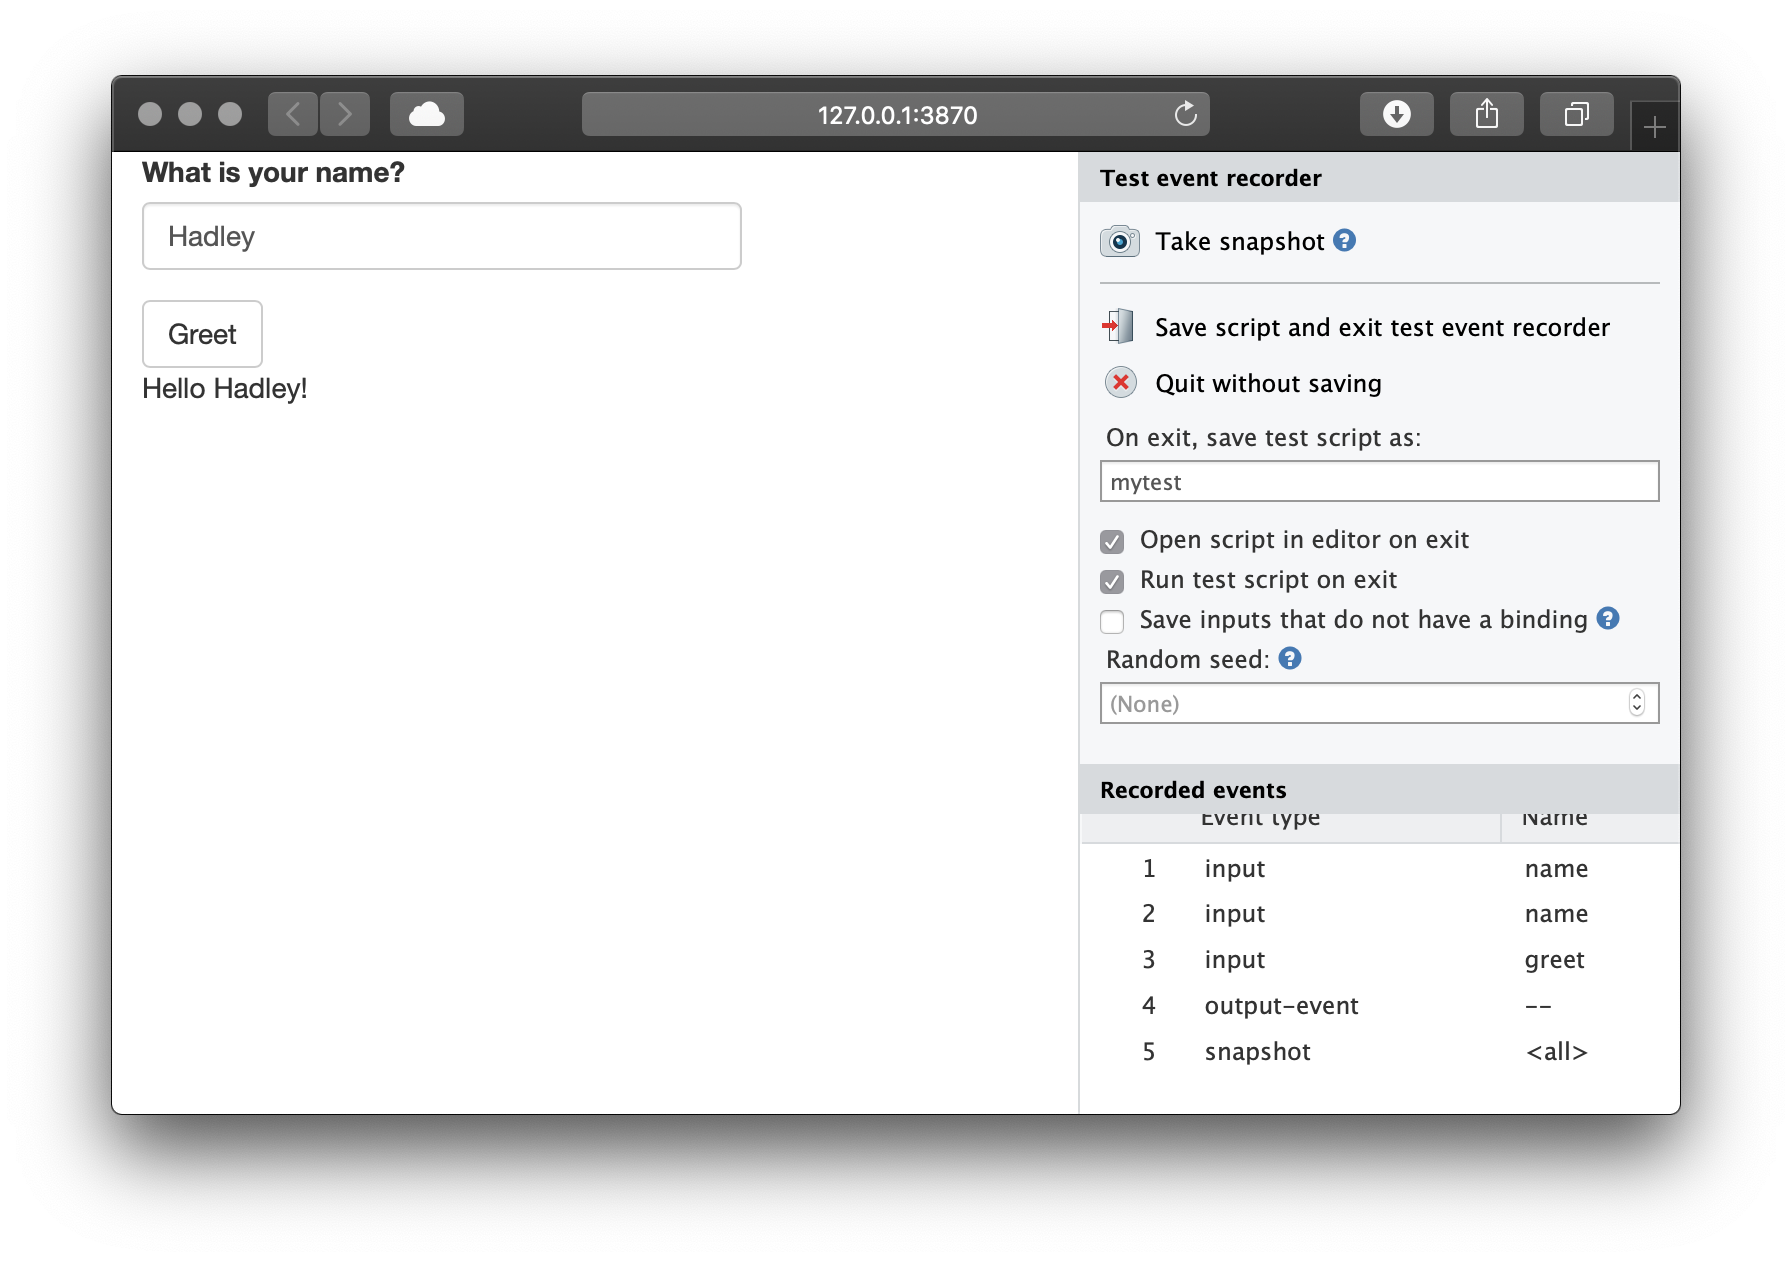 127.0.0.1:3870
What is your name?
Hadley
Greet
Hello Hadley!
Test event recorder
Take snapshot ?
Save script and exit test event recorder
Quit without saving
On exit, save test script as:
mytest
Open script in editor on exit
Run test script on exit
Save inputs that do not have a binding ?
Random seed: ?
(None)
Recorded events
Event type Name
1 input name
2 input name
3 input greet
4 output-event --
5 snapshot <all>